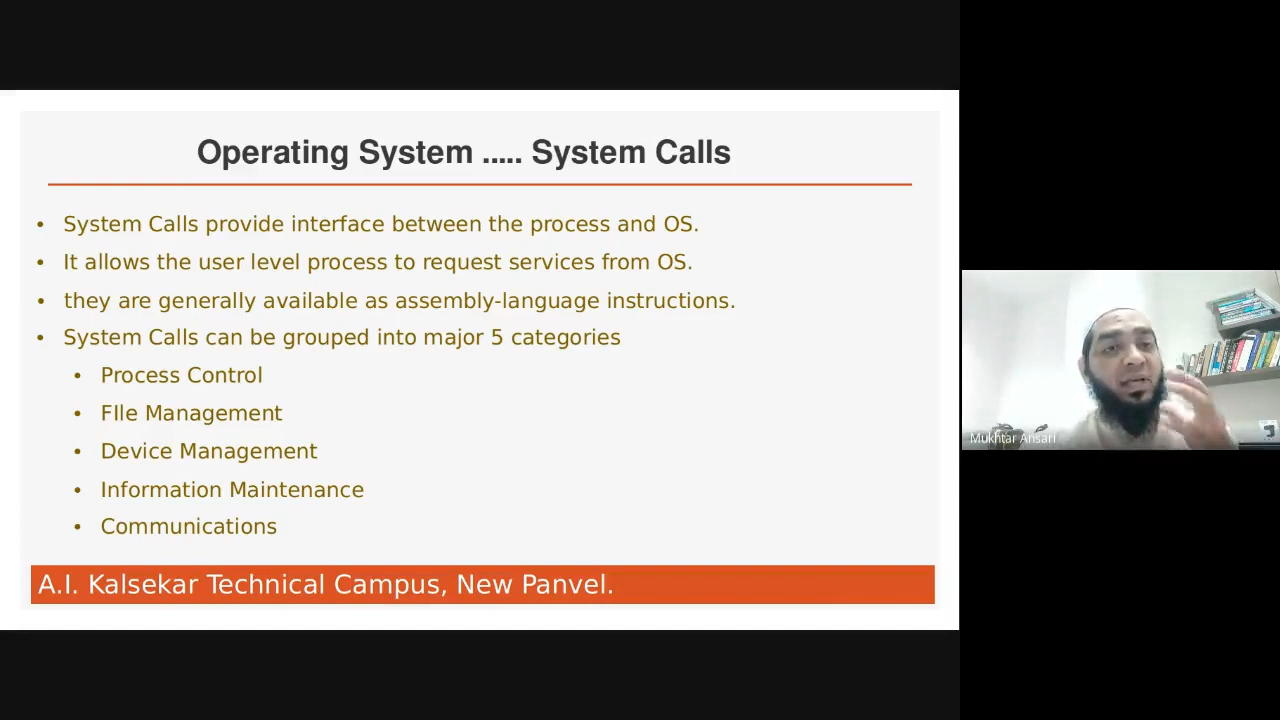 Operating System ..... System Calls
• System Calls provide interface between the process and OS.
• It allows the user level process to request services from OS.
• they are generally available as assembly-language instructions.
• System Calls can be grouped into major 5 categories
• Process Control
• FIle Management
• Device Management
• Information Maintenance
• Communications
A.I. Kalsekar Technical Campus, New Panvel.
Mukhtar Ansari